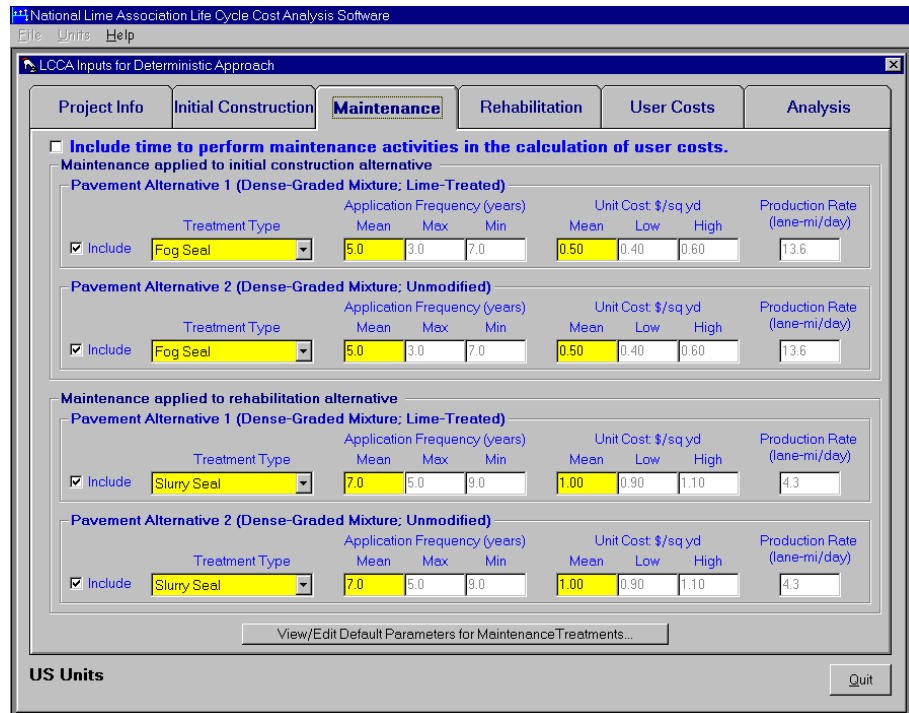 National Lime Association Life Cycle Cost Analysis Software
File Units Help
LCCA Inputs for Deterministic Approach
Project Info Initial Construction Maintenance Rehabilitation User Costs Analysis
Include time to perform maintenance activities in the calculation of user costs.
Maintenance applied to initial construction alternative
Pavement Alternative 1 (Dense-Graded Mixture; Lime-Treated)
Application Frequency (years) Unit Cost: $/sq yd Production Rate
Treatment Type Mean Max Min Mean Low High (lane-mi/day)
Include Fog Seal 5.0 3.0 7.0 0.50 0.40 0.60 13.6
Pavement Alternative 2 (Dense-Graded Mixture; Unmodified)
Application Frequency (years) Unit Cost: $/sq yd Production Rate
Treatment Type Mean Max Min Mean Low High (lane-mi/day)
Include Fog Seal 5.0 3.0 7.0 0.50 0.40 0.60 13.6
Maintenance applied to rehabilitation alternative
Pavement Alternative 1 (Dense-Graded Mixture; Lime-Treated)
Application Frequency (years) Unit Cost: $/sq yd Production Rate
Treatment Type Mean Max Min Mean Low High (lane-mi/day)
Include Slurry Seal 7.0 5.0 9.0 1.00 0.90 1.10 4.3
Pavement Alternative 2 (Dense-Graded Mixture; Unmodified)
Application Frequency (years) Unit Cost: $/sq yd Production Rate
Treatment Type Mean Max Min Mean Low High (lane-mi/day)
Include Slurry Seal 7.0 5.0 9.0 1.00 0.90 1.10 4.3
View/Edit Default Parameters for MaintenanceTreatments...
US Units Quit